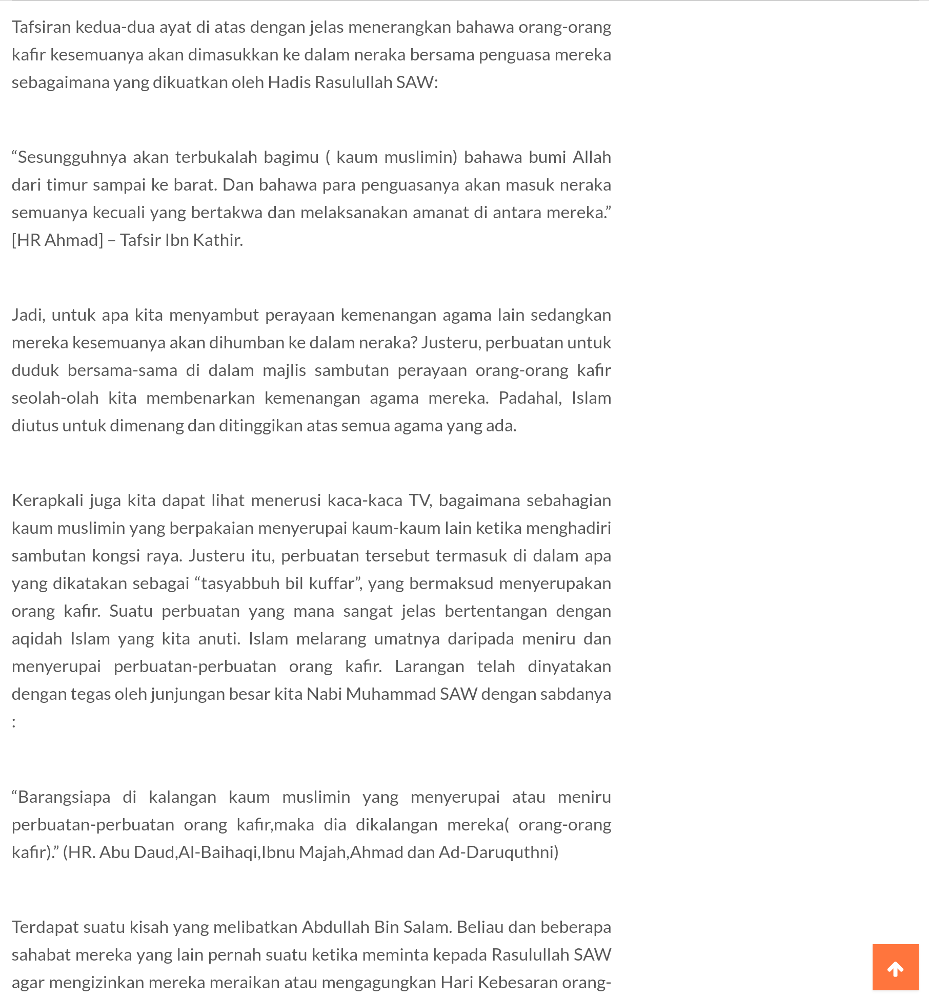 Tafsiran kedua-dua ayat di atas dengan jelas menerangkan bahawa orang-orang
kafir kesemuanya akan dimasukkan ke dalam neraka bersama penguasa mereka
sebagaimana yang dikuatkan oleh Hadis Rasulullah SAW:
“Sesungguhnya akan terbukalah bagimu ( kaum muslimin) bahawa bumi Allah
dari timur sampai ke barat. Dan bahawa para penguasanya akan masuk neraka
semuanya kecuali yang bertakwa dan melaksanakan amanat di antara mereka.”
[HR Ahmad] – Tafsir Ibn Kathir.
Jadi, untuk apa kita menyambut perayaan kemenangan agama lain sedangkan
mereka kesemuanya akan dihumban ke dalam neraka? Justeru, perbuatan untuk
duduk bersama-sama di dalam majlis sambutan perayaan orang-orang kafir
seolah-olah kita membenarkan kemenangan agama mereka. Padahal, Islam
diutus untuk dimenang dan ditinggikan atas semua agama yang ada.
Kerapkali juga kita dapat lihat menerusi kaca-kaca TV, bagaimana sebahagian
kaum muslimin yang berpakaian menyerupai kaum-kaum lain ketika menghadiri
sambutan kongsi raya. Justeru itu, perbuatan tersebut termasuk di dalam apa
yang dikatakan sebagai “tasyabbuh bil kuffar”, yang bermaksud menyerupakan
orang kafir. Suatu perbuatan yang mana sangat jelas bertentangan dengan
aqidah Islam yang kita anuti. Islam melarang umatnya daripada meniru dan
menyerupai perbuatan-perbuatan orang kafir. Larangan telah dinyatakan
dengan tegas oleh junjungan besar kita Nabi Muhammad SAW dengan sabdanya
:
“Barangsiapa di kalangan kaum muslimin yang menyerupai atau meniru
perbuatan-perbuatan orang kafir,maka dia dikalangan mereka( orang-orang
kafir).” (HR. Abu Daud,Al-Baihaqi,Ibnu Majah,Ahmad dan Ad-Daruquthni)
Terdapat suatu kisah yang melibatkan Abdullah Bin Salam. Beliau dan beberapa
sahabat mereka yang lain pernah suatu ketika meminta kepada Rasulullah SAW
agar mengizinkan mereka meraikan atau mengagungkan Hari Kebesaran orang-